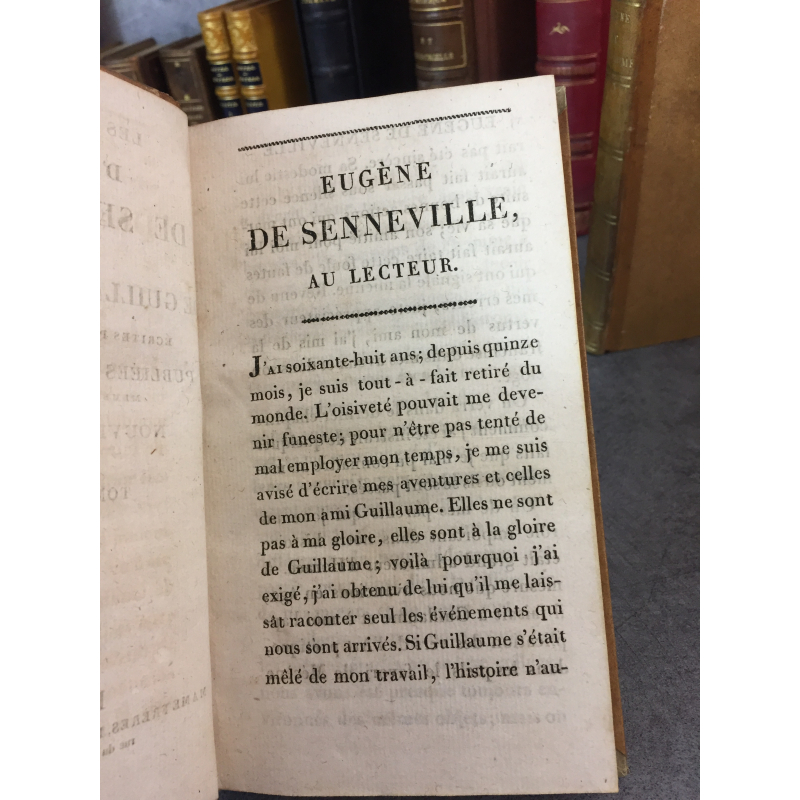 EUGÈNE
DE SENNEVILLE,
AU LECTEUR.
J'AI soixante-huit ans; depuis quinze
mois, je suis tout-à-fait retiré du
monde. L'oisiveté pouvait me deve-
nir funeste; pour n'être pas tenté de
mal employer mon temps, je me suis
avisé d'écrire mes aventures et celles
de mon ami Guillaume. Elles ne sont
pas à ma gloire, elles sont à la gloire
de Guillaume; voilà pourquoi j'ai
exigé, j'ai obtenu de lui qu'il me lais-
sât raconter seul les événements qui
nous sont arrivés. Si Guillaume s'était
mêlé de mon travail, l'histoire n'au-